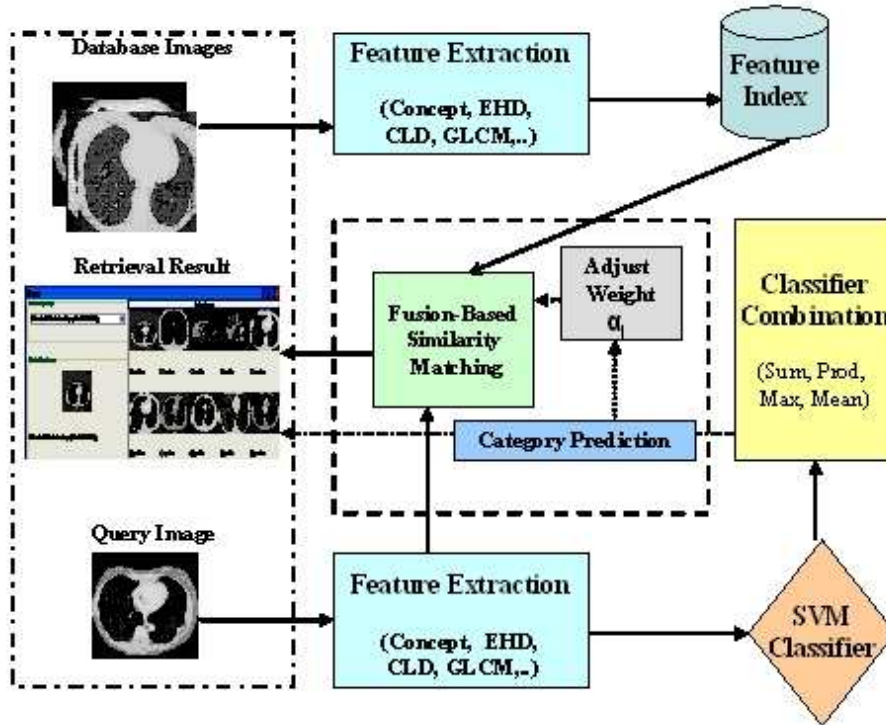 Database Images
Feature Extraction
(Concept, EHD,
CLD, GLCM,..)
Feature
Index
Retrieval Result
Fusion-Based
Similarity
Matching
Adjust
Weight
αi
Category Prediction
Classifier
Combination
(Sum, Prod,
Max, Mean)
Query Image
Feature Extraction
(Concept, EHD,
CLD, GLCM,..)
SVM
Classifier